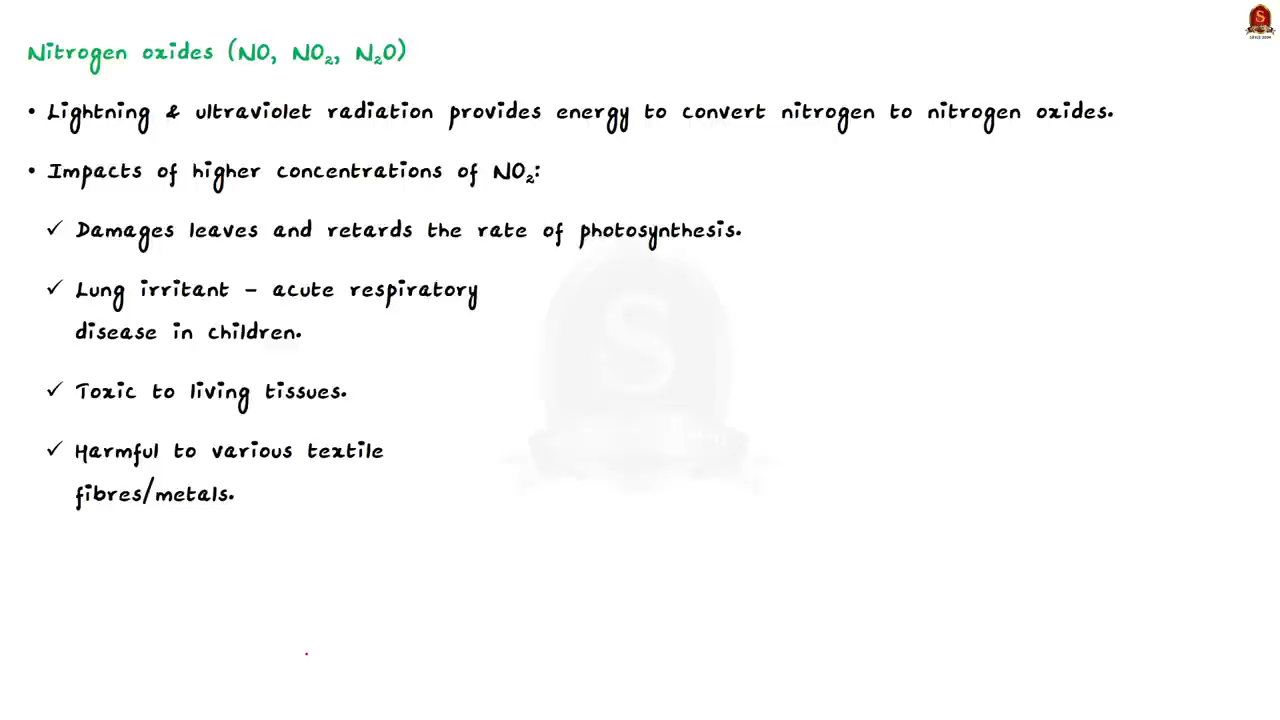 Nitrogen oxides (NO, NO₂, N₂O)
• Lightning & ultraviolet radiation provides energy to convert nitrogen to nitrogen oxides.
• Impacts of higher concentrations of NO₂:
✓ Damages leaves and retards the rate of photosynthesis.
✓ Lung irritant – acute respiratory
disease in children.
✓ Toxic to living tissues.
✓ Harmful to various textile
fibres/metals.
S
S